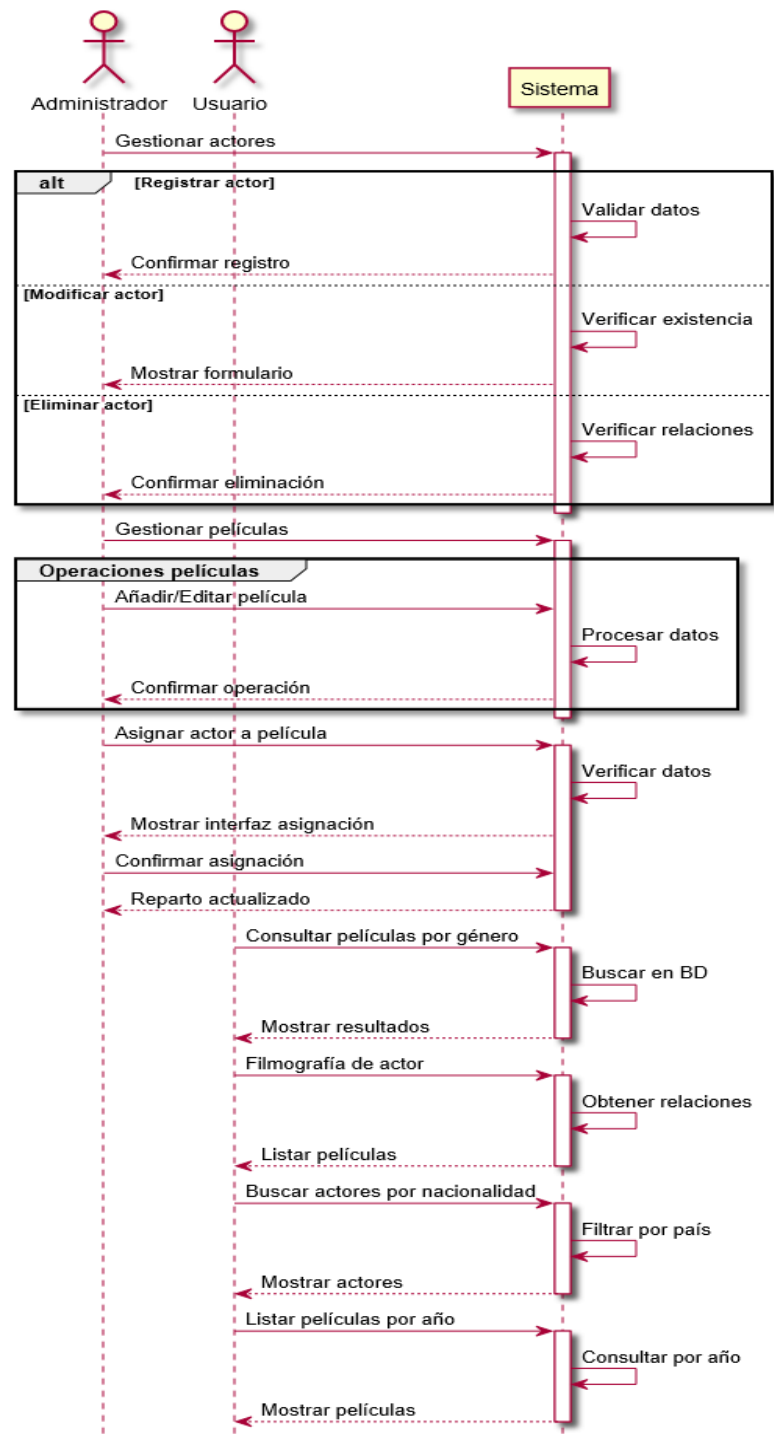 Administrador
Usuario
Sistema
Gestionar actores
alt
[Registrar actor]
Validar datos
Confirmar registro
[Modificar actor]
Verificar existencia
Mostrar formulario
[Eliminar actor]
Verificar relaciones
Confirmar eliminación
Gestionar películas
Operaciones películas
Añadir/Editar película
Procesar datos
Confirmar operación
Asignar actor a película
Verificar datos
Mostrar interfaz asignación
Confirmar asignación
Reparto actualizado
Consultar películas por género
Buscar en BD
Mostrar resultados
Filmografía de actor
Obtener relaciones
Listar películas
Buscar actores por nacionalidad
Filtrar por país
Mostrar actores
Listar películas por año
Consultar por año
Mostrar películas